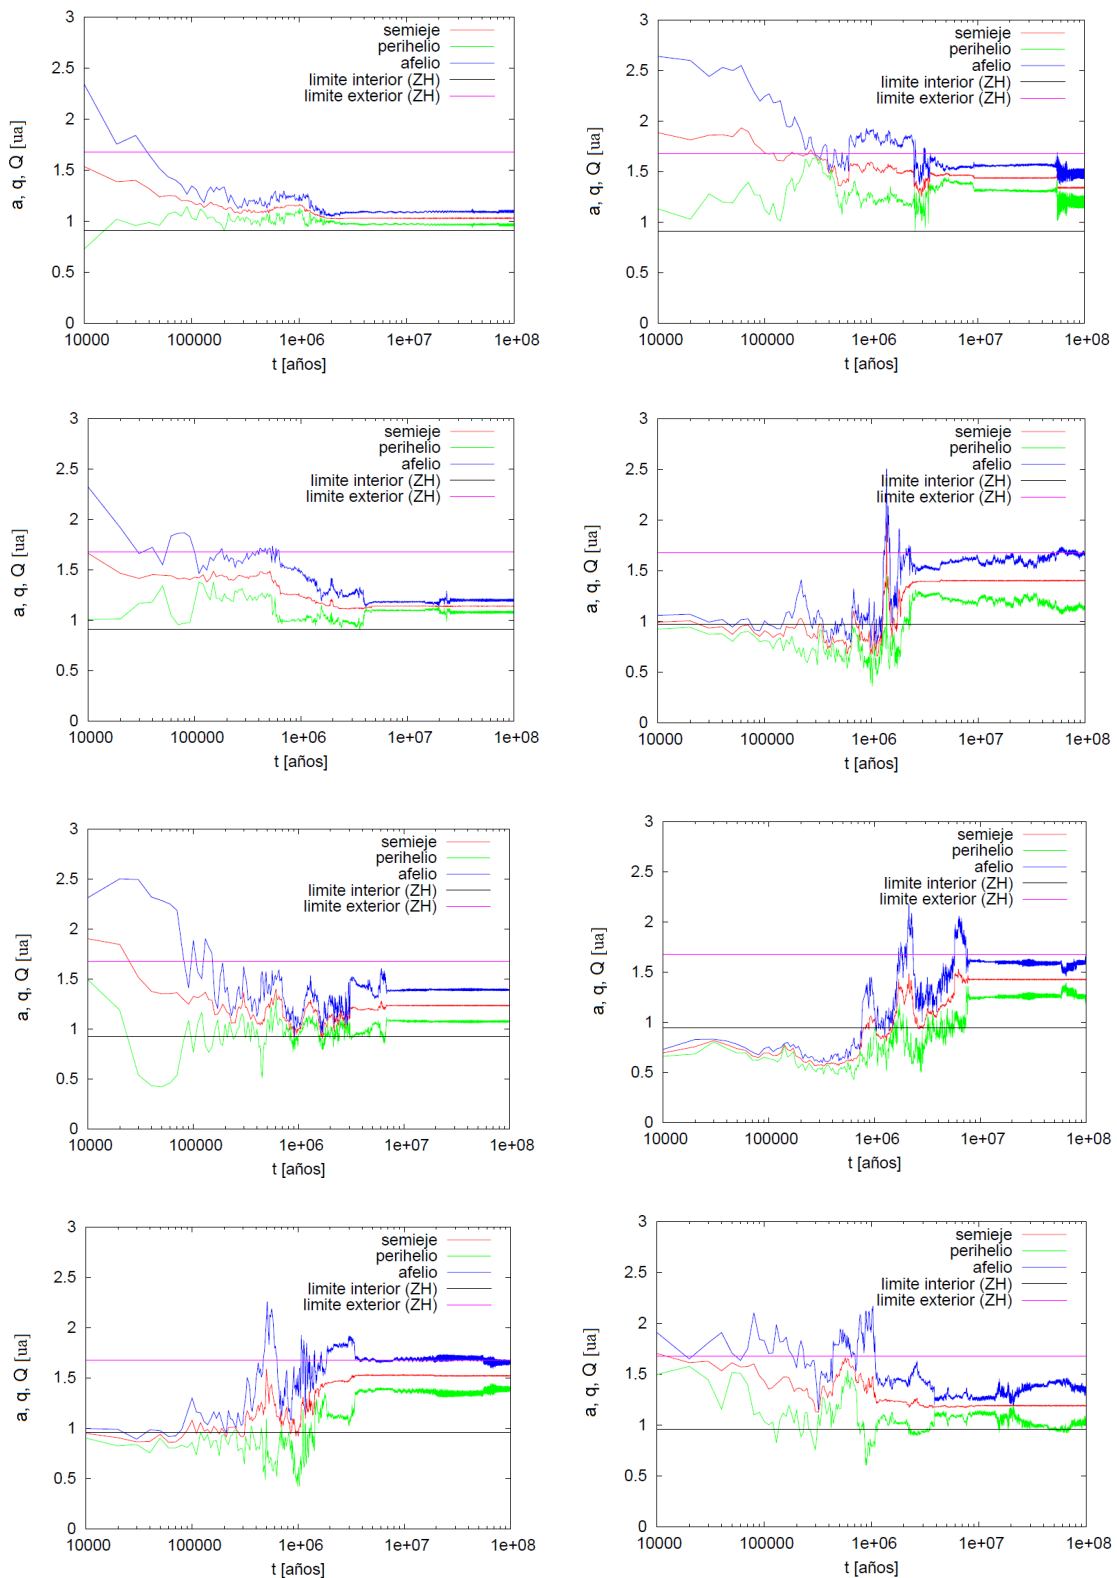 3
2.5
2
1.5
1
0.5
0
a, q, Q [ua]
semieje
perihelio
afelio
limite interior (ZH)
limite exterior (ZH)
10000 100000 1e+06 1e+07 1e+08
t [años]
3
2.5
2
1.5
1
0.5
0
a, q, Q [ua]
semieje
perihelio
afelio
limite interior (ZH)
limite exterior (ZH)
10000 100000 1e+06 1e+07 1e+08
t [años]
3
2.5
2
1.5
1
0.5
0
a, q, Q [ua]
semieje
perihelio
afelio
limite interior (ZH)
limite exterior (ZH)
10000 100000 1e+06 1e+07 1e+08
t [años]
3
2.5
2
1.5
1
0.5
0
a, q, Q [ua]
semieje
perihelio
afelio
limite interior (ZH)
limite exterior (ZH)
10000 100000 1e+06 1e+07 1e+08
t [años]
3
2.5
2
1.5
1
0.5
0
a, q, Q [ua]
semieje
perihelio
afelio
limite interior (ZH)
limite exterior (ZH)
10000 100000 1e+06 1e+07 1e+08
t [años]
3
2.5
2
1.5
1
0.5
0
a, q, Q [ua]
semieje
perihelio
afelio
limite interior (ZH)
limite exterior (ZH)
10000 100000 1e+06 1e+07 1e+08
t [años]
3
2.5
2
1.5
1
0.5
0
a, q, Q [ua]
semieje
perihelio
afelio
limite interior (ZH)
limite exterior (ZH)
10000 100000 1e+06 1e+07 1e+08
t [años]
3
2.5
2
1.5
1
0.5
0
a, q, Q [ua]
semieje
perihelio
afelio
limite interior (ZH)
limite exterior (ZH)
10000 100000 1e+06 1e+07 1e+08
t [años]